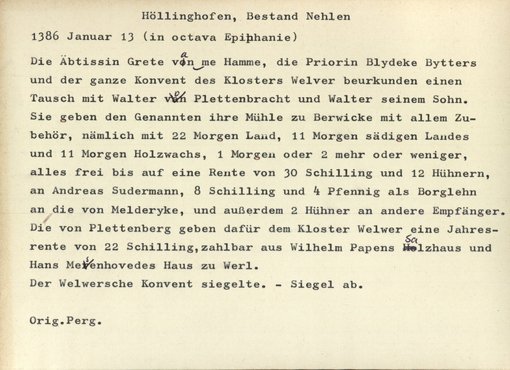 Höllinghofen, Bestand Nehlen
1386 Januar 13 (in octava Epiphanie)
Die Äbtissin Grete van me Hamme, die Priorin Blydeke Bytters
und der ganze Konvent des Klosters Welver beurkunden einen
Tausch mit Walter v Plettenbracht und Walter seinem Sohn.
Sie geben den Genannten ihre Mühle zu Berwicke mit allem Zu-
behör, nämlich mit 22 Morgen Land, 11 Morgen sädigen Landes
und 11 Morgen Holzwachs, 1 Morgen oder 2 mehr oder weniger,
alles frei bis auf eine Rente von 30 Schilling und 12 Hühnern,
an Andreas Sudermann, 8 Schilling und 4 Pfennig als Borglehn
an die von Melderyke, und außerdem 2 Hühner an andere Empfänger.
Die von Plettenberg geben dafür dem Kloster Welwer eine Jahres-
rente von 22 Schilling,zahlbar aus Wilhelm Papens Salzhaus und
Hans Hovedes Haus zu Werl.
Der Welwersche Konvent siegelte. - Siegel ab.
Orig.Perg.